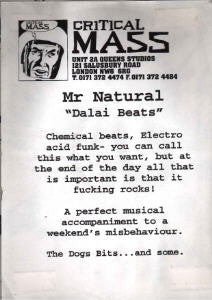 MASS
CRITICAL
MASS
UNIT 2A QUEENS STUDIOS
121 SALUSBURY ROAD
LONDON NW6 6RG
T. 0171 372 4474 F. 0171 372 4484
Mr Natural
"Dalai Beats"
Chemical beats, Electro
acid funk- you can call
this what you want, but at
the end of the day all that
is important is that it
fucking rocks!
A perfect musical
accompaniment to a
weekend's misbehaviour.
The Dogs Bits...and some.